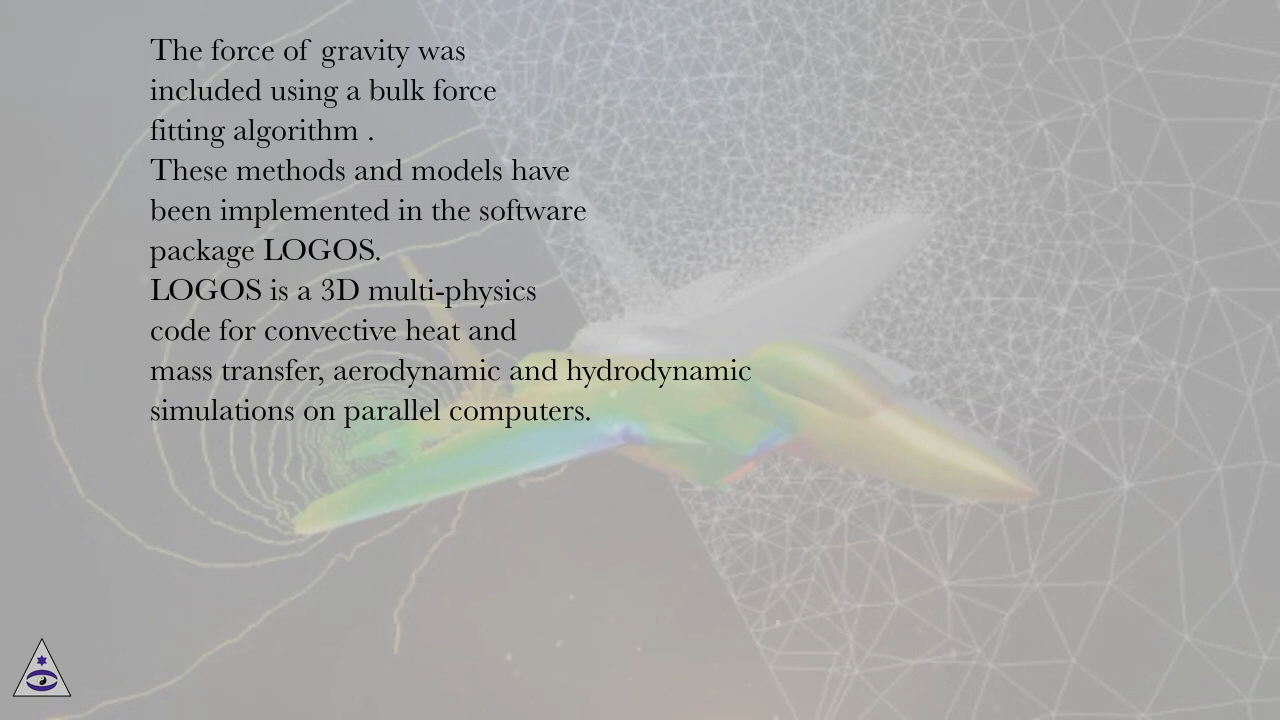 The force of gravity was
included using a bulk force
fitting algorithm .
These methods and models have
been implemented in the software
package LOGOS.
LOGOS is a 3D multi-physics
code for convective heat and
mass transfer, aerodynamic and hydrodynamic
simulations on parallel computers.